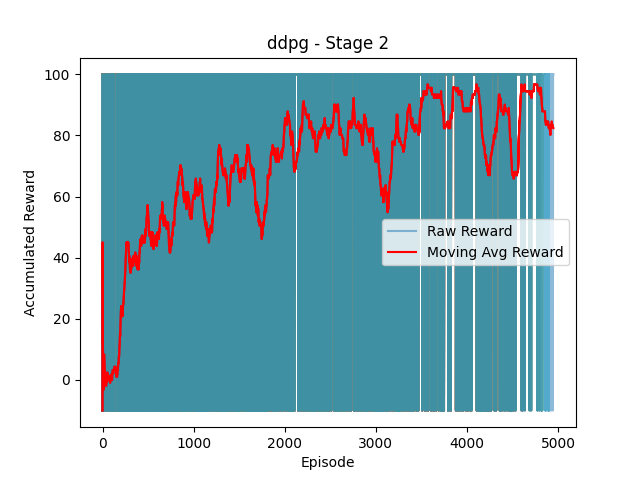 ddpg - Stage 2
100
80
60
40
20
0
Accumulated Reward
Raw Reward
Moving Avg Reward
0 1000 2000 3000 4000 5000
Episode